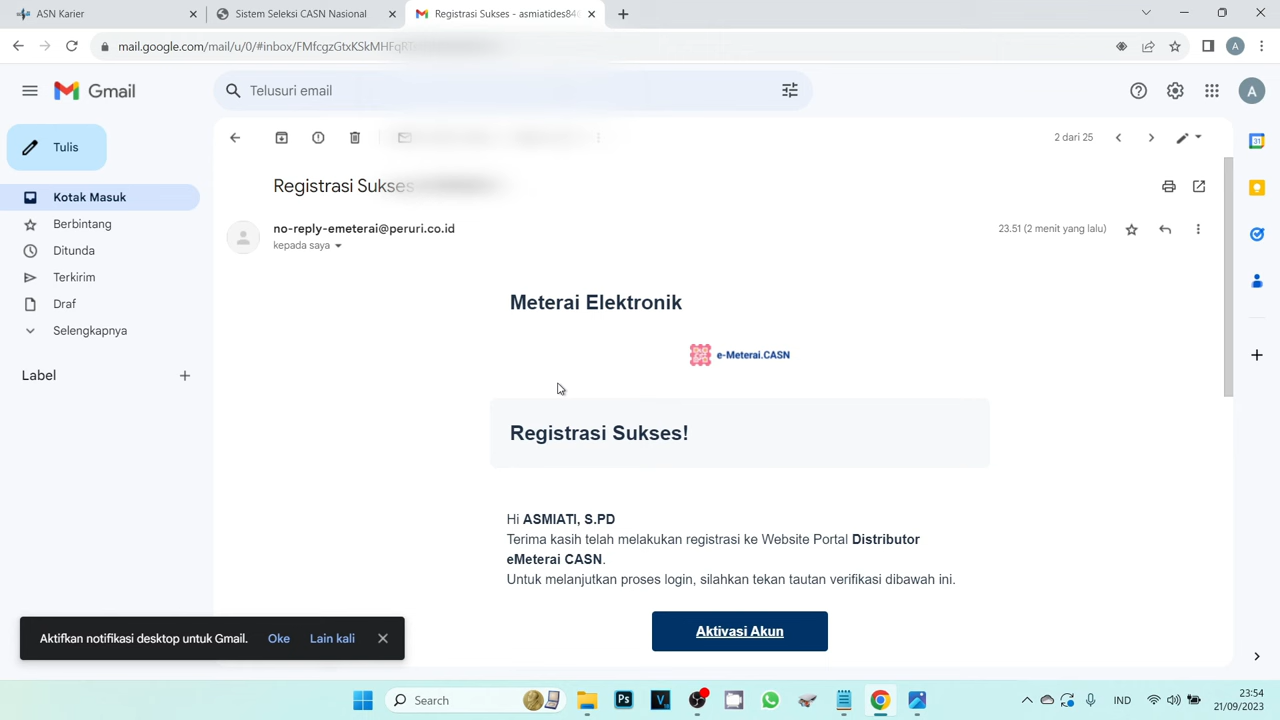 ASN Karier
Sistem Seleksi CASN Nasional
Registrasi Sukses - asmiatides846
mail.google.com/mail/u/0/#inbox/FMfcgzGtxKSkMHFqRT
A
Gmail
Telusuri email
A
Tulis
2 dari 25
Kotak Masuk
Berbintang
Ditunda
Terkirim
Draf
Selengkapnya
Label
Registrasi Sukses
no-reply-emeterai@peruri.co.id
kepada saya
23.51 (2 menit yang lalu)
31
Meterai Elektronik
e-Meterai.CASN
Registrasi Sukses!
Hi ASMIATI, S.PD
Terima kasih telah melakukan registrasi ke Website Portal Distributor
eMeterai CASN.
Untuk melanjutkan proses login, silahkan tekan tautan verifikasi dibawah ini.
Aktivasi Akun
Aktifkan notifikasi desktop untuk Gmail.
Oke
Lain kali
Search
Ps
V
IND
23:54
21/09/2023